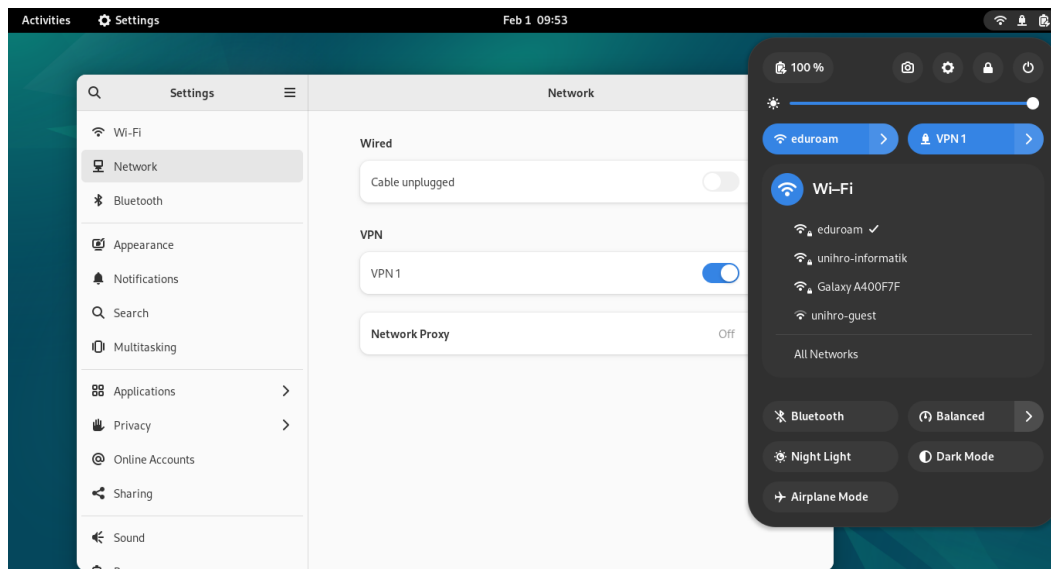 Activities Settings Feb 1 09:53
Settings
Wi-Fi
Network
Bluetooth
Appearance
Notifications
Search
Multitasking
Applications
Privacy
Online Accounts
Sharing
Sound
Network
Wired
Cable unplugged
VPN
VPN 1
Network Proxy Off
100 %
eduroam VPN 1
Wi–Fi
eduroam
unihro-informatik
Galaxy A400F7F
unihro-guest
All Networks
Bluetooth Balanced
Night Light Dark Mode
Airplane Mode